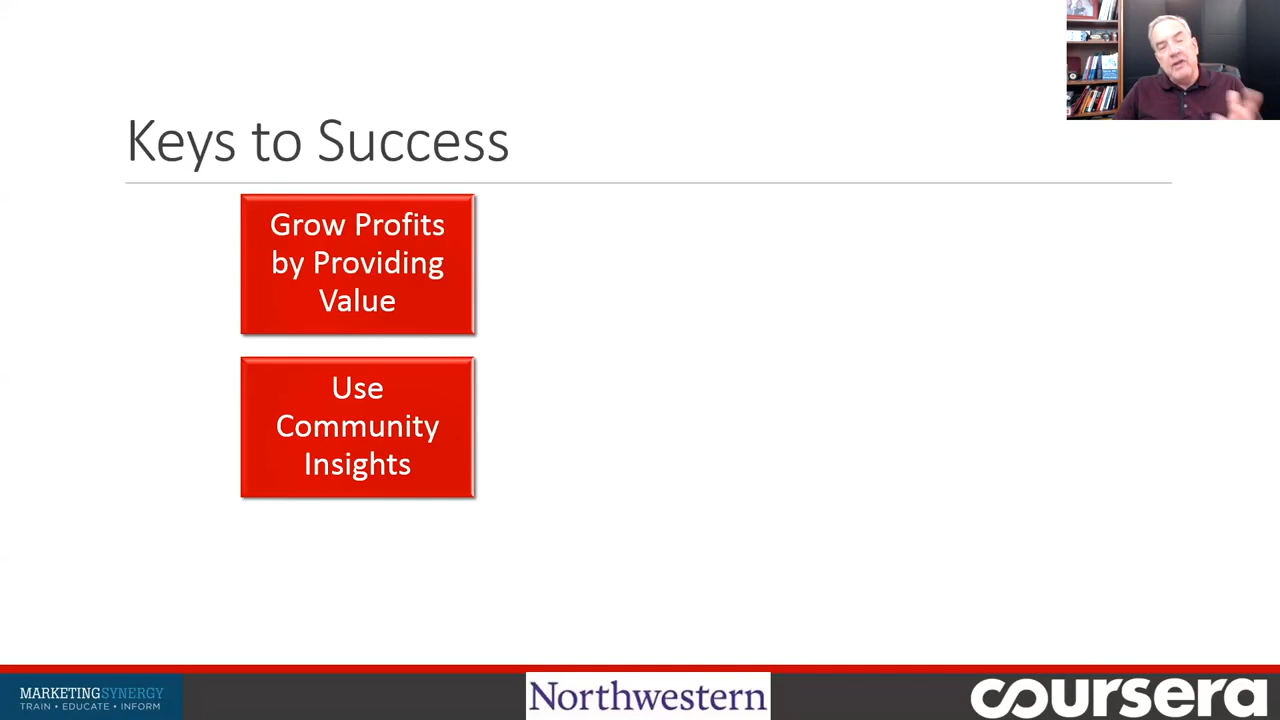 Keys to Success
Grow Profits
by Providing
Value
Use
Community
Insights
MARKETINGSYNERGY
TRAIN • EDUCATE • INFORM
Northwestern
coursera